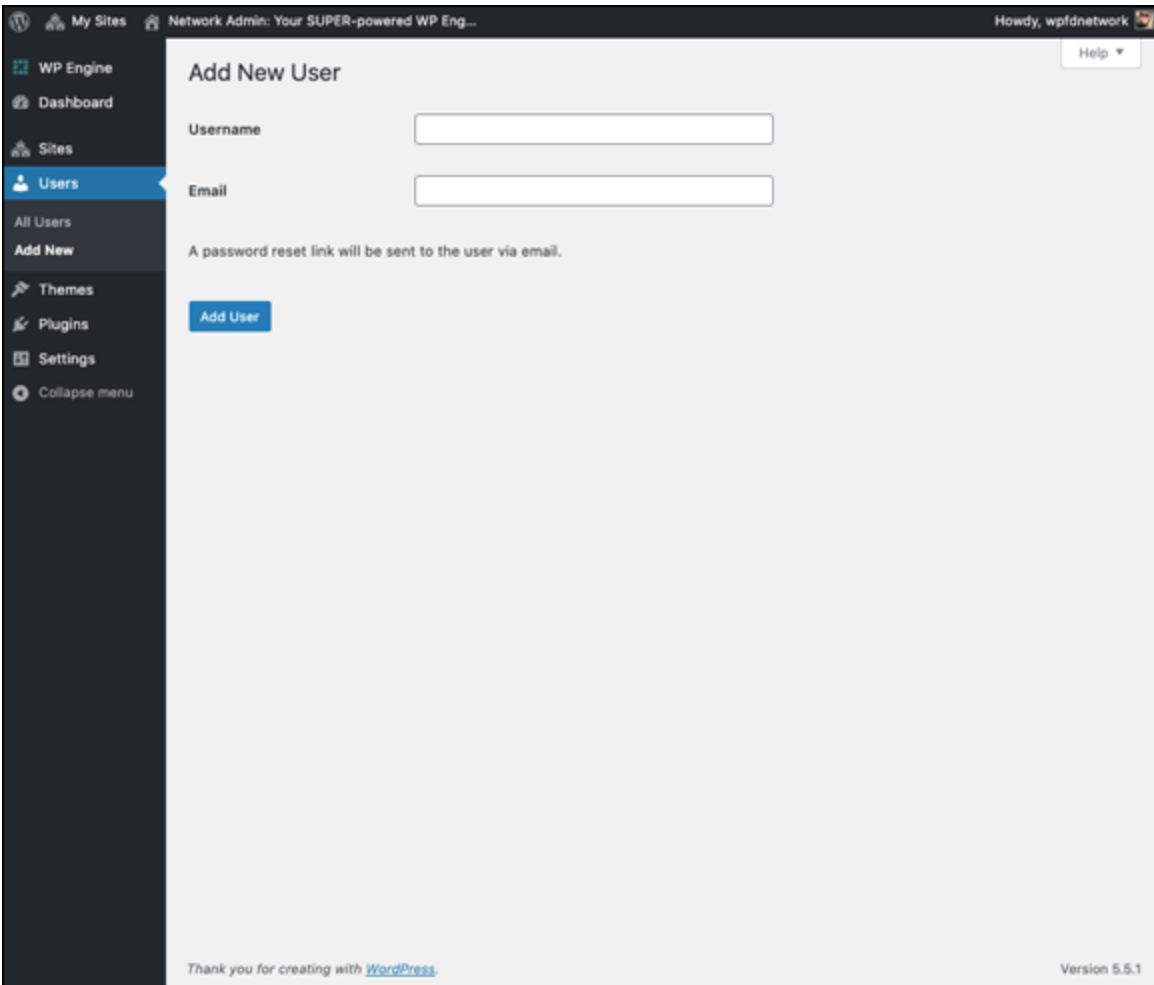 My Sites Network Admin: Your SUPER-powered WP Eng... Howdy, wpfdnetwork
Help
WP Engine
Dashboard
Sites
Users
All Users
Add New
Themes
Plugins
Settings
Collapse menu
Add New User
Username
Email
A password reset link will be sent to the user via email.
Add User
Thank you for creating with WordPress. Version 5.5.1